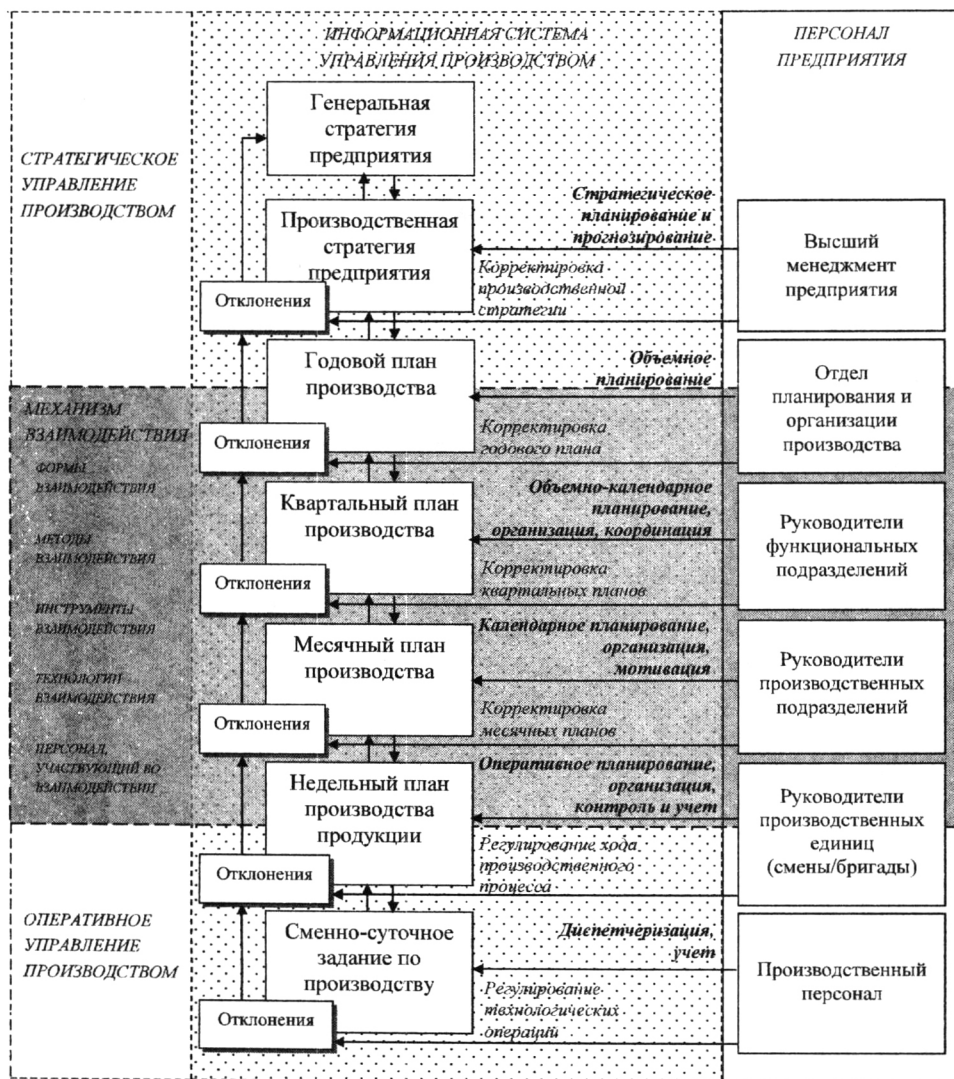 ИНФОРМАЦИОННАЯ СИСТЕМА
УПРАВЛЕНИЯ ПРОИЗВОДСТВОМ
ПЕРСОНАЛ
ПРЕДПРИЯТИЯ
СТРАТЕГИЧЕСКОЕ
УПРАВЛЕНИЕ
ПРОИЗВОДСТВОМ
Генеральная
стратегия
предприятия
Производственная
стратегия
предприятия
Стратегическое
планирование и
прогнозирование
Корректировка
производственной
стратегии
Высший
менеджмент
предприятия
Отклонения
Годовой план
производства
Объемное
планирование
Отдел
планирования и
организации
производства
МЕХАНИЗМ
ВЗАИМОДЕЙСТВИЯ
Отклонения
Корректировка
годового плана
ФОРМЫ
ВЗАИМОДЕЙСТВИЯ
Квартальный план
производства
Объемно-календарное
планирование,
организация, координация
Руководители
функциональных
подразделений
МЕТОДЫ
ВЗАИМОДЕЙСТВИЯ
Отклонения
Корректировка
квартальных планов
ИНСТРУМЕНТЫ
ВЗАИМОДЕЙСТВИЯ
Месячный план
производства
Календарное планирование,
организация,
мотивация
Руководители
производственных
подразделений
ТЕХНОЛОГИИ
ВЗАИМОДЕЙСТВИЯ
Отклонения
Корректировка
месячных планов
ПЕРСОНАЛ,
УЧАСТВУЮЩИЙ ВО
ВЗАИМОДЕЙСТВИИ
Недельный план
производства
продукции
Оперативное планирование,
организация,
контроль и учет
Руководители
производственных
единиц
(смены/бригады)
Отклонения
Регулирование хода
производственного
процесса
ОПЕРАТИВНОЕ
УПРАВЛЕНИЕ
ПРОИЗВОДСТВОМ
Сменно-суточное
задание по
производству
Диспетчеризация,
учет
Производственный
персонал
Отклонения
Регулирование
технологических
операций